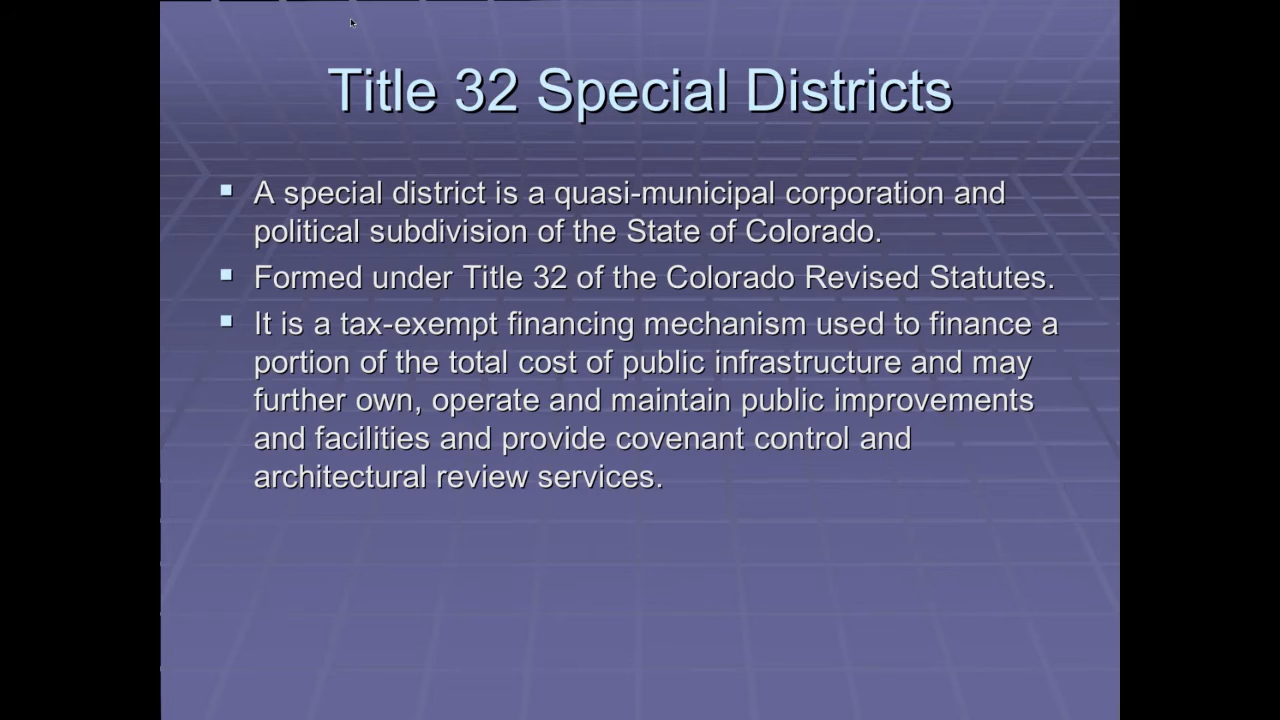 Title 32 Special Districts
A special district is a quasi-municipal corporation and
political subdivision of the State of Colorado.
Formed under Title 32 of the Colorado Revised Statutes.
It is a tax-exempt financing mechanism used to finance a
portion of the total cost of public infrastructure and may
further own, operate and maintain public improvements
and facilities and provide covenant control and
architectural review services.